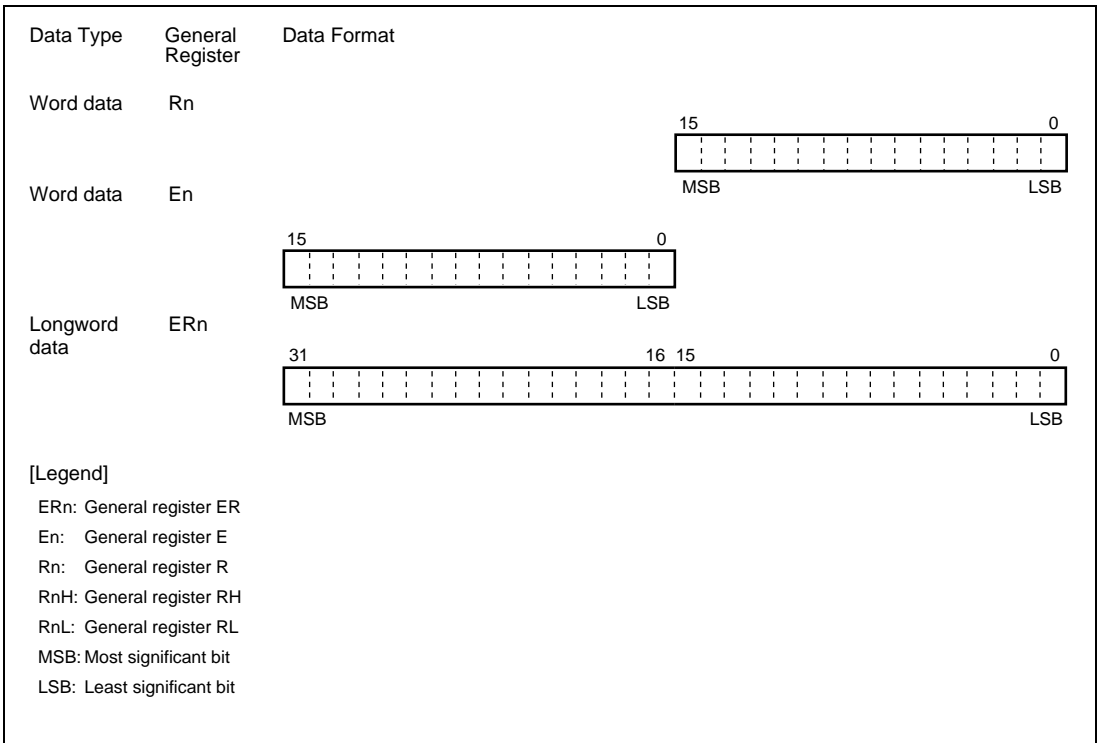 Data Type General Register Data Format
Word data Rn
15 0
MSB LSB
Word data En
15 0
MSB LSB
Longword data ERn
31 16 15 0
MSB LSB
[Legend]
ERn: General register ER
En: General register E
Rn: General register R
RnH: General register RH
RnL: General register RL
MSB: Most significant bit
LSB: Least significant bit